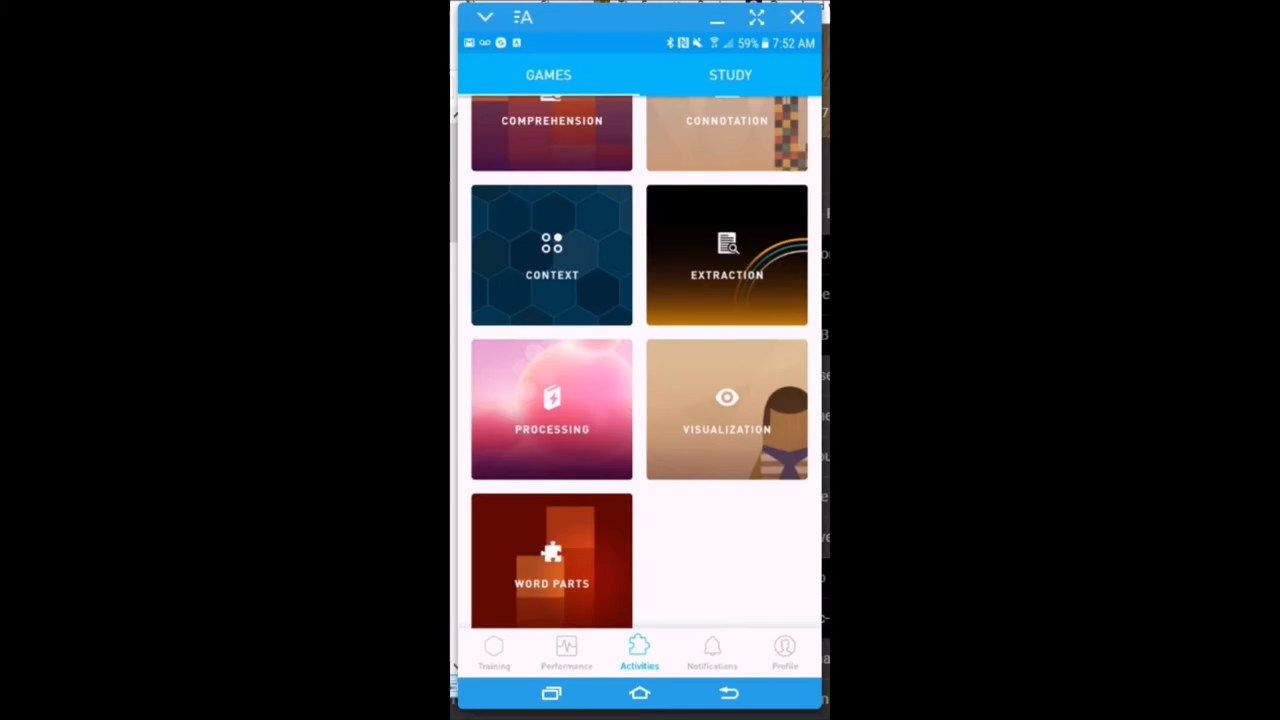 A
59% 7:52 AM
GAMES STUDY
COMPREHENSION CONNOTATION
CONTEXT EXTRACTION
PROCESSING VISUALIZATION
WORD PARTS
Training Performance Activities Notifications Profile